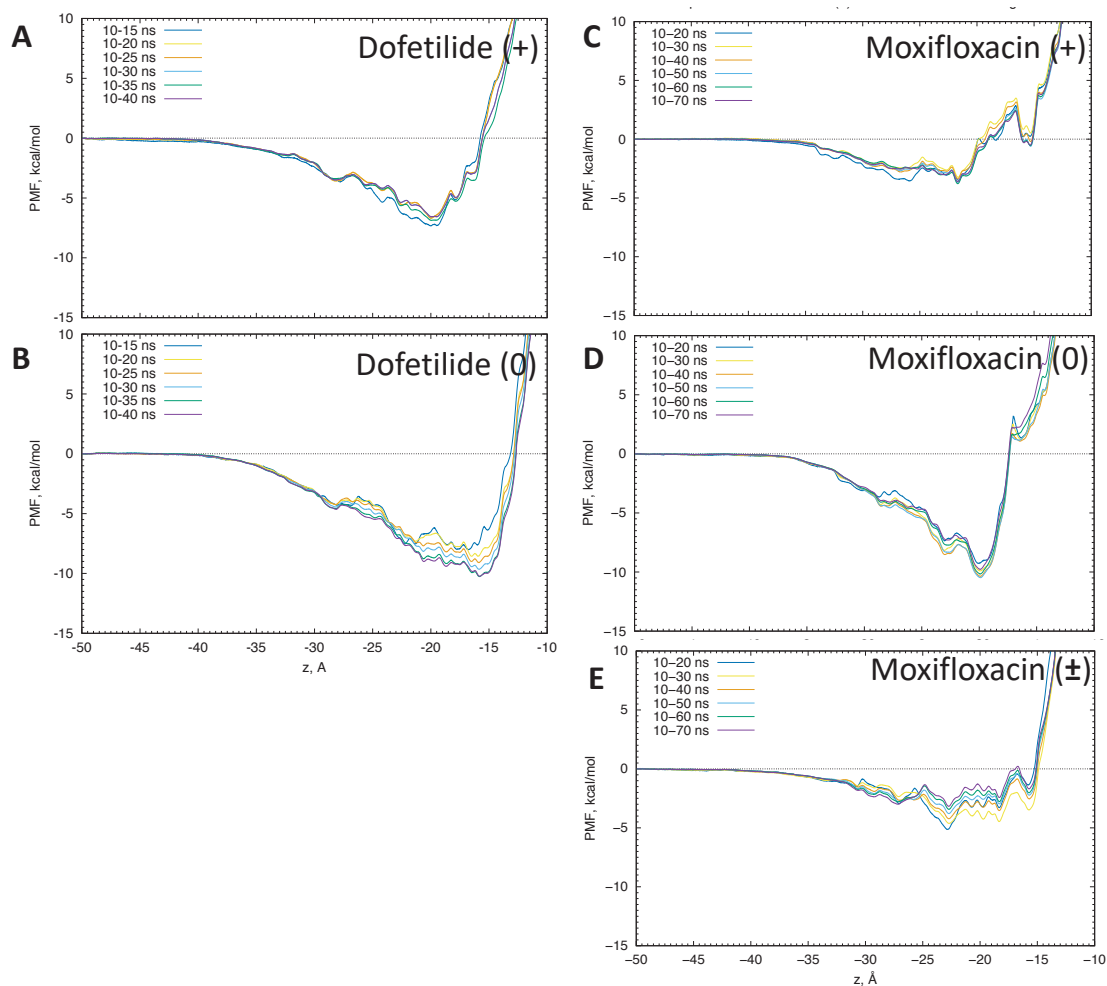 A
Dofetilide (+)
10-15 ns
10-20 ns
10-25 ns
10-30 ns
10-35 ns
10-40 ns
10
5
0
-5
-10
-15
PMF, kcal/mol
B
Dofetilide (0)
10-15 ns
10-20 ns
10-25 ns
10-30 ns
10-35 ns
10-40 ns
10
5
0
-5
-10
-15
PMF, kcal/mol
-50 -45 -40 -35 -30 -25 -20 -15 -10
z, Å
C
Moxifloxacin (+)
10–20 ns
10–30 ns
10–40 ns
10–50 ns
10–60 ns
10–70 ns
10
5
0
−5
−10
−15
PMF, kcal/mol
D
Moxifloxacin (0)
10–20 ns
10–30 ns
10–40 ns
10–50 ns
10–60 ns
10–70 ns
10
5
0
−5
−10
−15
PMF, kcal/mol
E
Moxifloxacin (±)
10–20 ns
10–30 ns
10–40 ns
10–50 ns
10–60 ns
10–70 ns
10
5
0
−5
−10
−15
PMF, kcal/mol
−50 −45 −40 −35 −30 −25 −20 −15 −10
z, Å